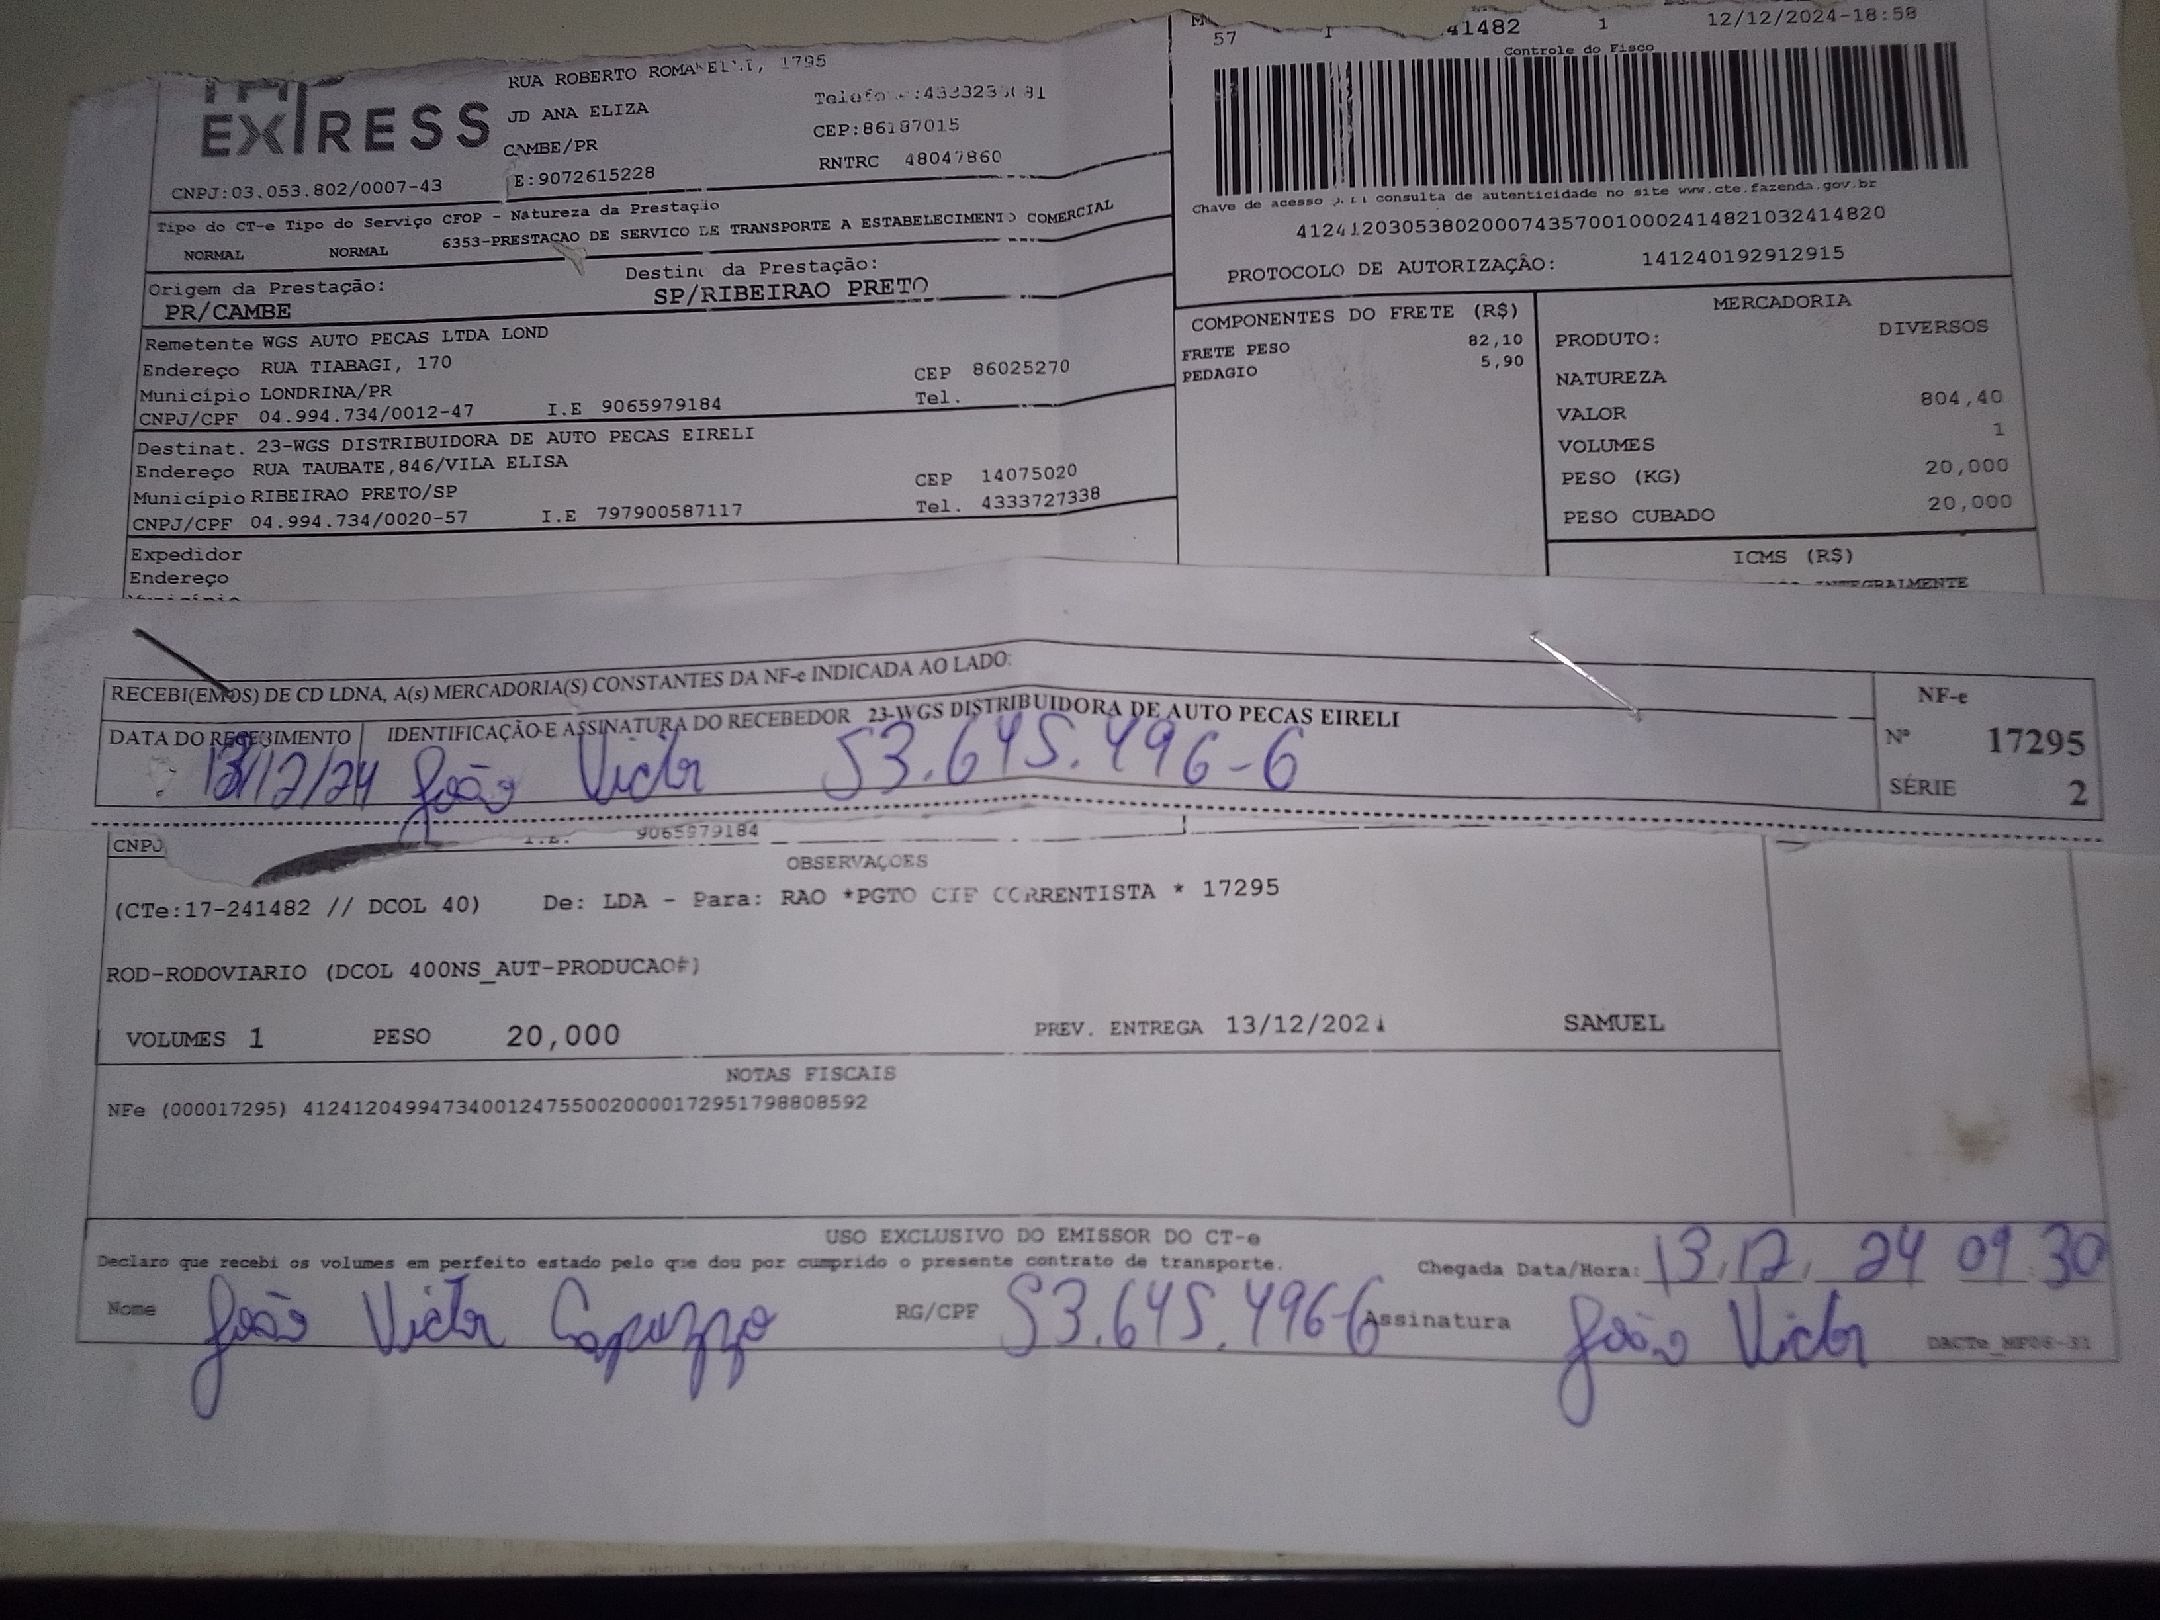 57 41482 1 12/12/2024-18:58
Controle do Fisco
EXPRESS
RUA ROBERTO ROMANELLI, 1795
JD ANA ELIZA
CAMBE/PR
CEP:86187015
RNTRC 48047860
CNPJ:03.053.802/0007-43
E:9072615228
Chave de acesso consulta de autenticidade no site www.cte.fazenda.gov.br
41241203053802000743570010002414821032414820
PROTOCOLO DE AUTORIZAÇÃO: 141240192912915
Tipo do CT-e Tipo do Serviço CFOP - Natureza da Prestação
NORMAL NORMAL 6353-PRESTACAO DE SERVICO DE TRANSPORTE A ESTABELECIMENTO COMERCIAL
Origem da Prestação: Destino da Prestação:
PR/CAMBE SP/RIBEIRAO PRETO
Remetente WGS AUTO PECAS LTDA LOND
Endereço RUA TIABAGI, 170 CEP 86025270
Município LONDRINA/PR Tel.
CNPJ/CPF 04.994.734/0012-47 I.E 9065979184
Destinat. 23-WGS DISTRIBUIDORA DE AUTO PECAS EIRELI
Endereço RUA TAUBATE,846/VILA ELISA CEP 14075020
Município RIBEIRAO PRETO/SP Tel. 4333727338
CNPJ/CPF 04.994.734/0020-57 I.E 797900587117
Expedidor
Endereço
COMPONENTES DO FRETE (R$)
FRETE PESO 82,10
PEDAGIO 5,90
MERCADORIA
PRODUTO: DIVERSOS
NATUREZA
VALOR 804,40
VOLUMES 1
PESO (KG) 20,000
PESO CUBADO 20,000
ICMS (R$)
INTEGRALMENTE
RECEBI(EMOS) DE CD LDNA, A(s) MERCADORIA(S) CONSTANTES DA NF-e INDICADA AO LADO:
DATA DO RECEBIMENTO IDENTIFICAÇÃO E ASSINATURA DO RECEBEDOR 23-WGS DISTRIBUIDORA DE AUTO PECAS EIRELI
13/12/24 João Victor 53.645.496-6
NF-e
Nº 17295
SÉRIE 2
CNPJ I.E. 9065979184
OBSERVAÇOES
(CTe:17-241482 // DCOL 40) De: LDA - Para: RAO *PGTO CIF CORRENTISTA * 17295
ROD-RODOVIARIO (DCOL 400NS_AUT-PRODUCAO#)
VOLUMES 1 PESO 20,000 PREV. ENTREGA 13/12/2024 SAMUEL
NOTAS FISCAIS
NFe (000017295) 41241204994734001247550020000172951798808592
USO EXCLUSIVO DO EMISSOR DO CT-e
Declaro que recebi os volumes em perfeito estado pelo que dou por cumprido o presente contrato de transporte. Chegada Data/Hora: 13,12, 24 09 30
Nome João Victor Capuzzo RG/CPF 53.645.496-6 Assinatura João Victor DACTe_MF06-31